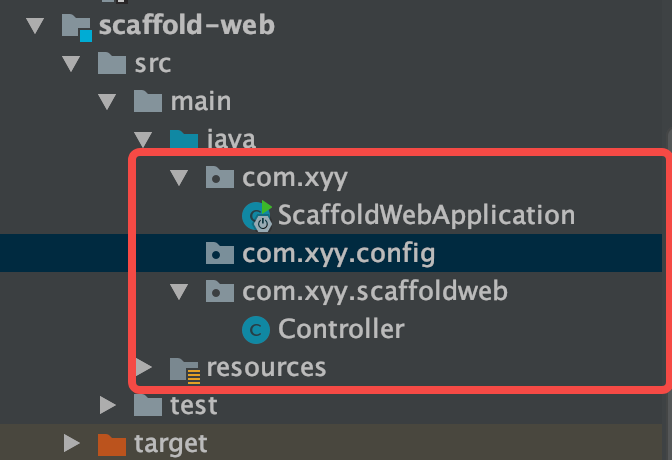 scaffold-web
src
main
java
com.xyy
ScaffoldWebApplication
com.xyy.config
com.xyy.scaffoldweb
C Controller
resources
test
target